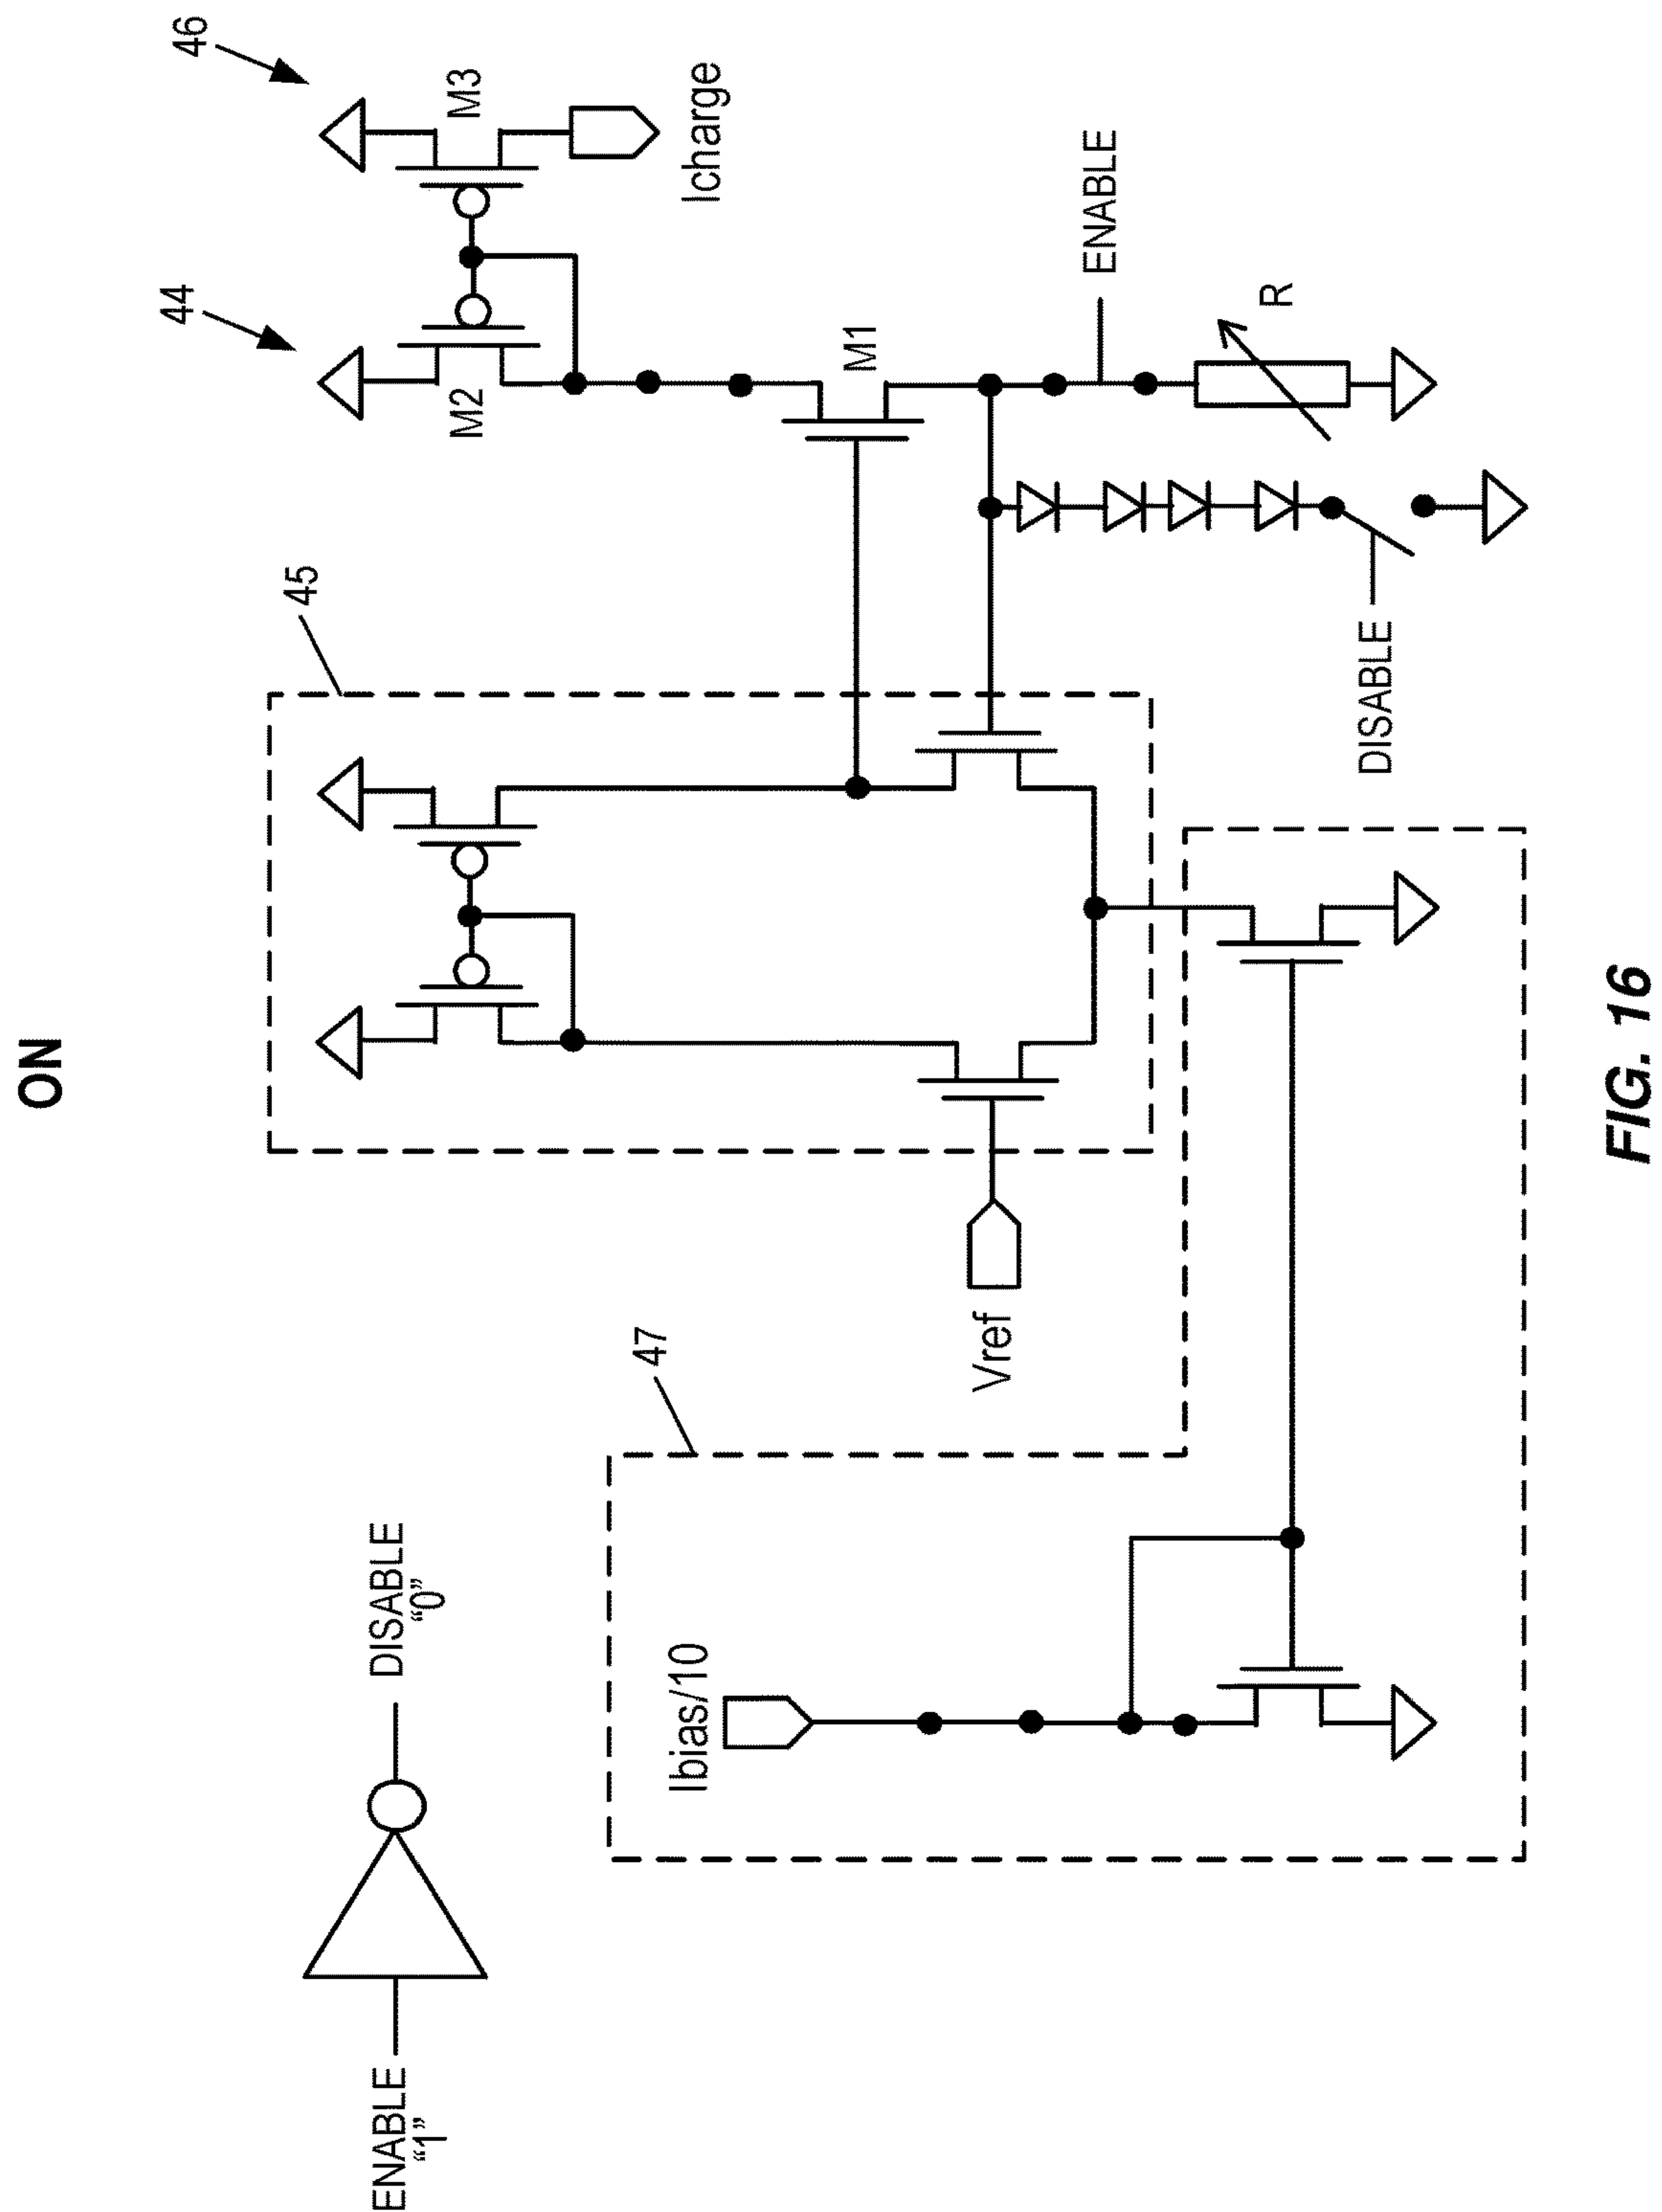 ON
ENABLE
"1"
DISABLE
"0"
47
Ibias/10
Vref
45
44
M2
46
M3
Icharge
M1
ENABLE
R
DISABLE
FIG. 16